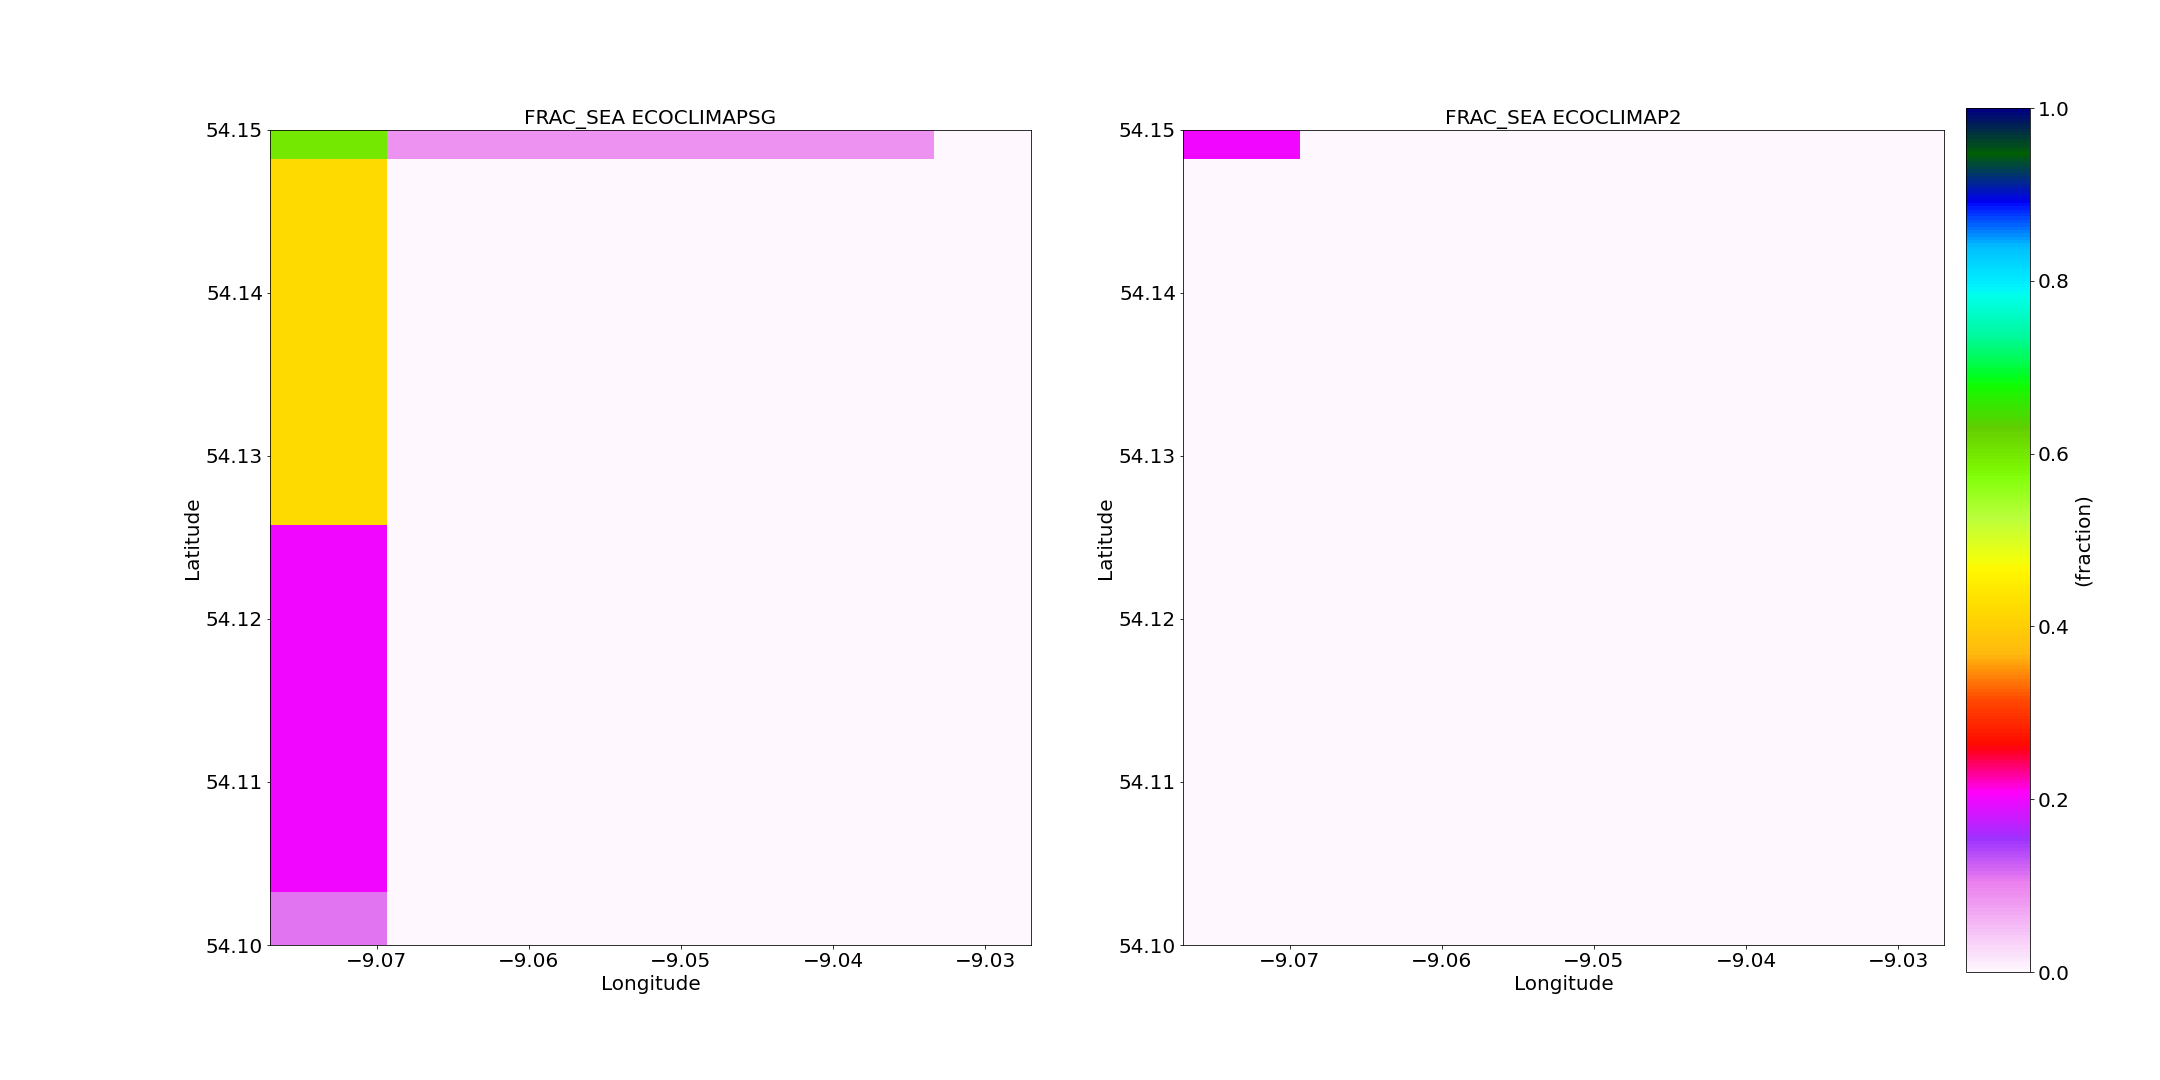 FRAC_SEA ECOCLIMAPSG
54.15
54.14
54.13
54.12
54.11
54.10
Latitude
−9.07 −9.06 −9.05 −9.04 −9.03
Longitude
FRAC_SEA ECOCLIMAP2
54.15
54.14
54.13
54.12
54.11
54.10
Latitude
−9.07 −9.06 −9.05 −9.04 −9.03
Longitude
1.0
0.8
0.6
0.4
0.2
0.0
(fraction)